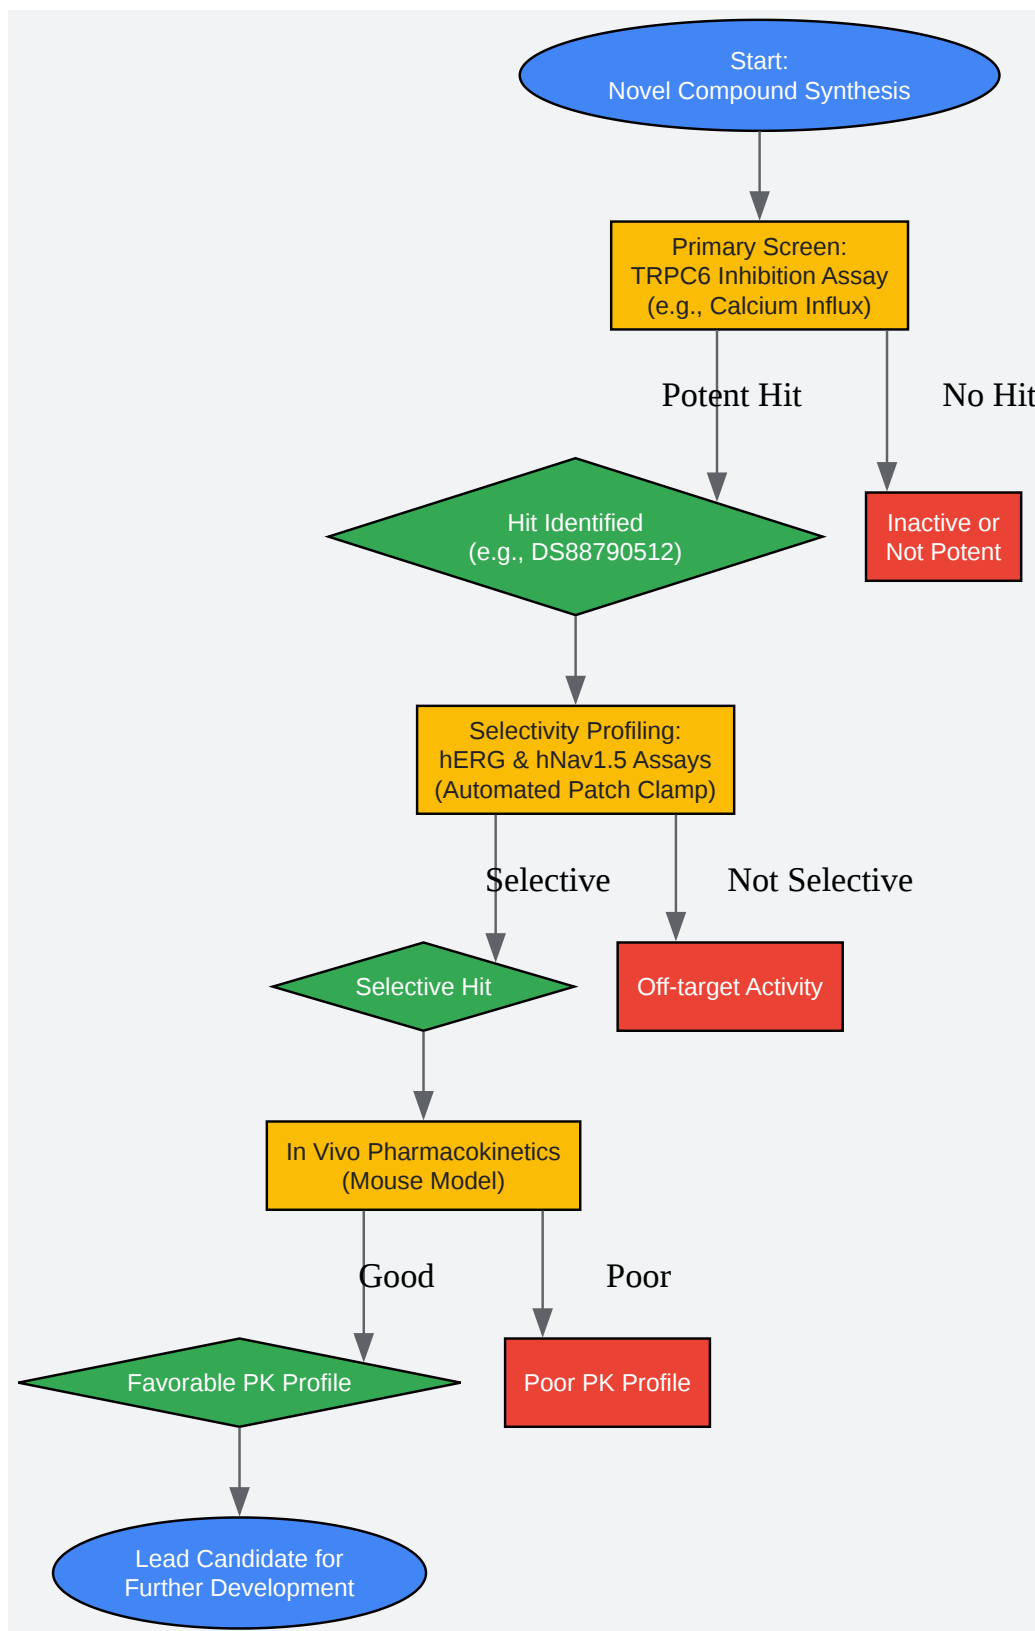 Start:
Novel Compound Synthesis
Primary Screen:
TRPC6 Inhibition Assay
(e.g., Calcium Influx)
Potent Hit
No Hit
Hit Identified
(e.g., DS88790512)
Inactive or
Not Potent
Selectivity Profiling:
hERG & hNav1.5 Assays
(Automated Patch Clamp)
Selective
Not Selective
Selective Hit
Off-target Activity
In Vivo Pharmacokinetics
(Mouse Model)
Good
Poor
Favorable PK Profile
Poor PK Profile
Lead Candidate for
Further Development